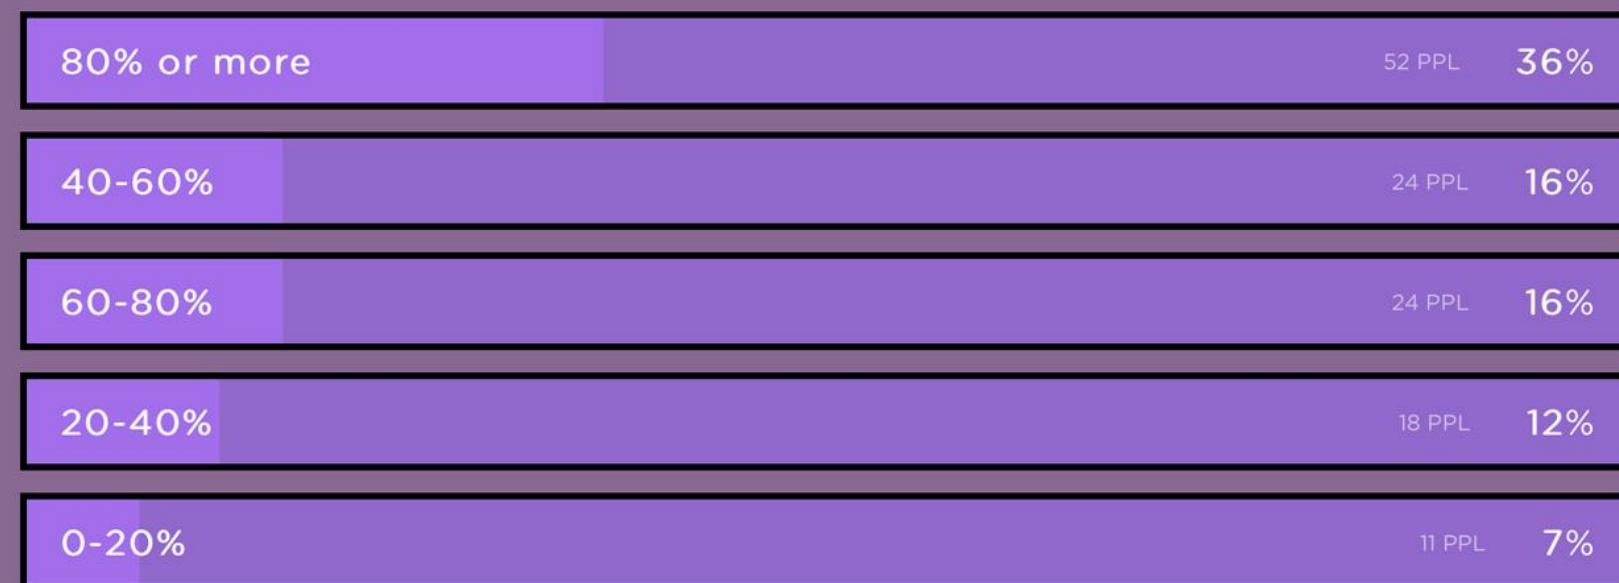 80% or more 52 PPL 36%
40-60% 24 PPL 16%
60-80% 24 PPL 16%
20-40% 18 PPL 12%
0-20% 11 PPL 7%